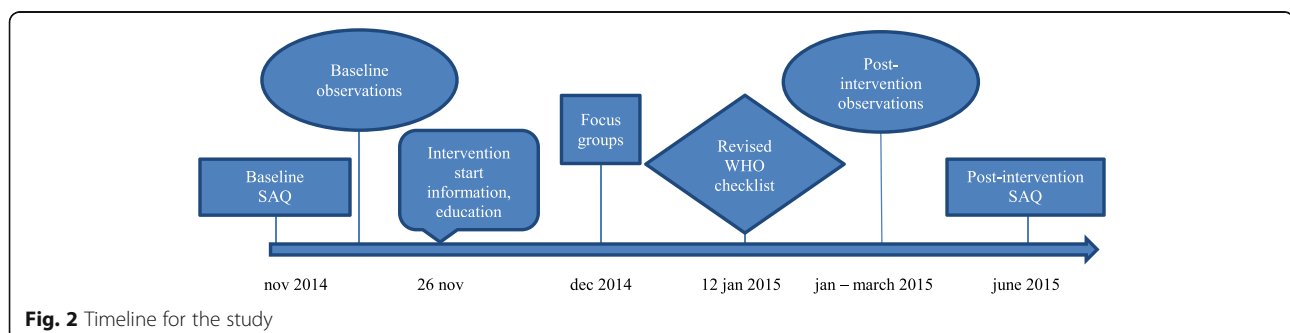 Baseline
SAQ
Baseline
observations
Intervention
start
information,
education
Focus
groups
Revised
WHO
checklist
Post-
intervention
observations
Post-intervention
SAQ
nov 2014
26 nov
dec 2014
12 jan 2015
jan – march 2015
june 2015
Fig. 2 Timeline for the study